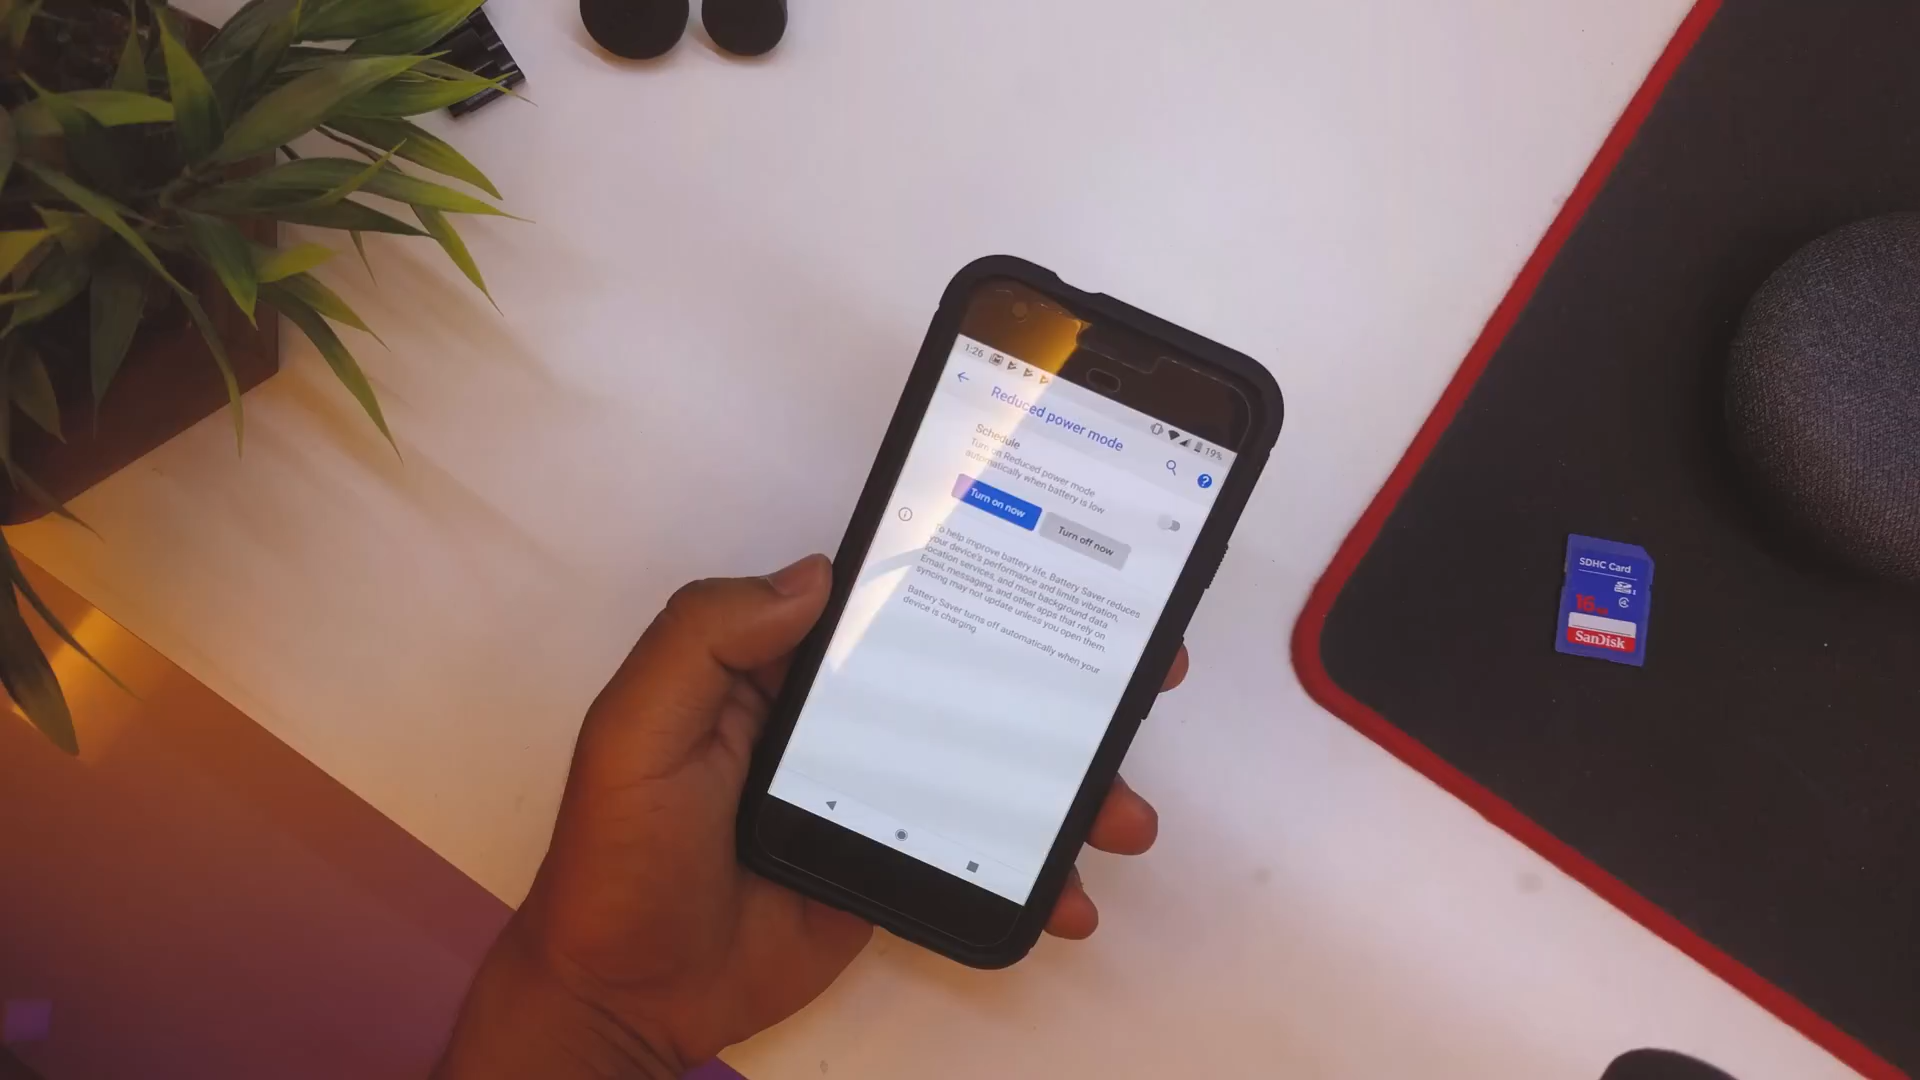 1:26
19%
Reduced power mode
Schedule
Turn on Reduced power mode
automatically when battery is low
Turn on now
Turn off now
To help improve battery life, Battery Saver reduces
your device's performance and limits vibration,
location services, and most background data
Email, messaging, and other apps that rely on
syncing may not update unless you open them.
Battery Saver turns off automatically when your
device is charging
SDHC Card
16
SanDisk